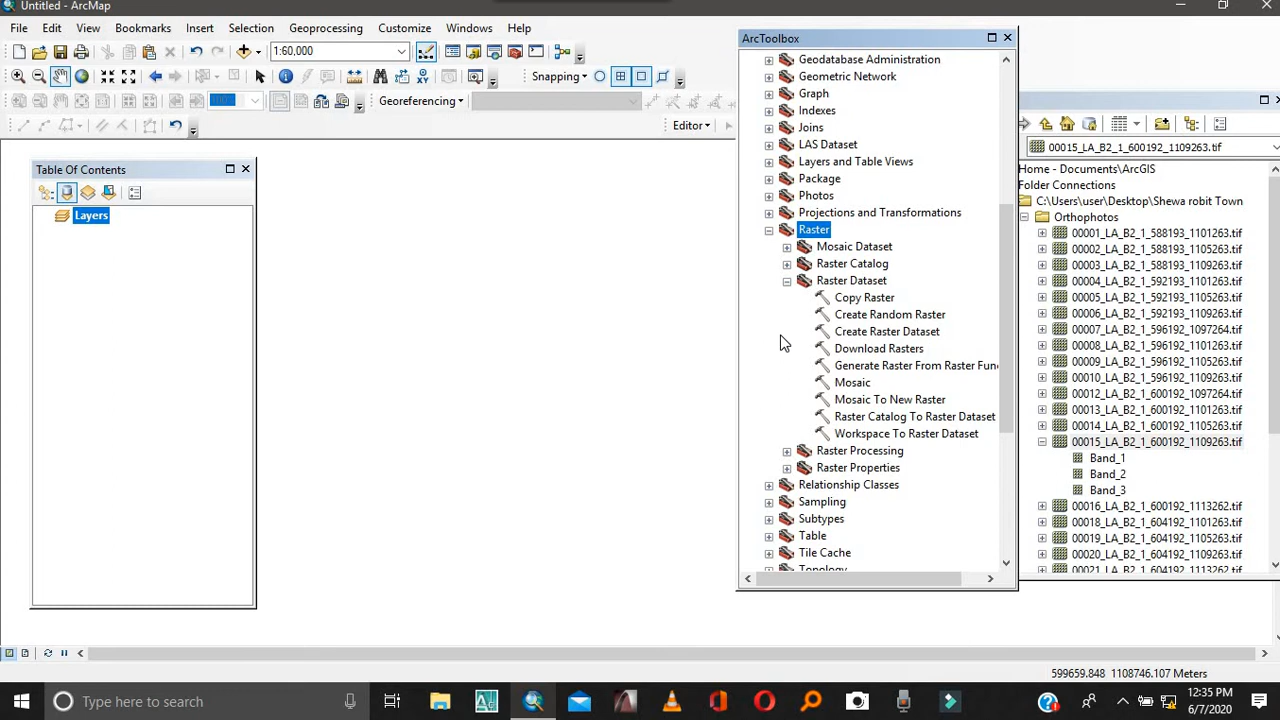 Untitled - ArcMap
File Edit View Bookmarks Insert Selection Geoprocessing Customize Windows Help
1:60,000
Snapping
Georeferencing
Editor
Table Of Contents
Layers
ArcToolbox
Geodatabase Administration
Geometric Network
Graph
Indexes
Joins
LAS Dataset
Layers and Table Views
Package
Photos
Projections and Transformations
Raster
Mosaic Dataset
Raster Catalog
Raster Dataset
Copy Raster
Create Random Raster
Create Raster Dataset
Download Rasters
Generate Raster From Raster Func
Mosaic
Mosaic To New Raster
Raster Catalog To Raster Dataset
Workspace To Raster Dataset
Raster Processing
Raster Properties
Relationship Classes
Sampling
Subtypes
Table
Tile Cache
Topology
00015_LA_B2_1_600192_1109263.tif
Home - Documents\ArcGIS
Folder Connections
C:\Users\user\Desktop\Shewa robit Town
Orthophotos
00001_LA_B2_1_588193_1101263.tif
00002_LA_B2_1_588193_1105263.tif
00003_LA_B2_1_588193_1109263.tif
00004_LA_B2_1_592193_1101263.tif
00005_LA_B2_1_592193_1105263.tif
00006_LA_B2_1_592193_1109263.tif
00007_LA_B2_1_596192_1097264.tif
00008_LA_B2_1_596192_1101263.tif
00009_LA_B2_1_596192_1105263.tif
00010_LA_B2_1_596192_1109263.tif
00012_LA_B2_1_600192_1097264.tif
00013_LA_B2_1_600192_1101263.tif
00014_LA_B2_1_600192_1105263.tif
00015_LA_B2_1_600192_1109263.tif
Band_1
Band_2
Band_3
00016_LA_B2_1_600192_1113262.tif
00018_LA_B2_1_604192_1101263.tif
00019_LA_B2_1_604192_1105263.tif
00020_LA_B2_1_604192_1109263.tif
00021_LA_B2_1_604192_1113262.tif
599659.848 1108746.107 Meters
Type here to search
12:35 PM
6/7/2020